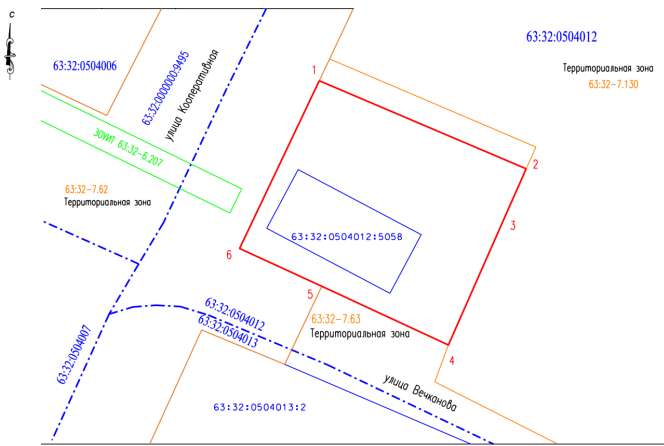 С
63:32:0504006
63:32:0000000:9495
улица Кооперативная
63:32:0504012
Территориальная зона
63:32-7.130
ЗОУИТ 63:32-6.207
63:32-7.62
Территориальная зона
1
2
3
4
5
6
63:32:0504012:5058
63:32:0504012
63:32:0504013
63:32-7.63
Территориальная зона
63:32:0504007
улица Вечканова
63:32:0504013:2